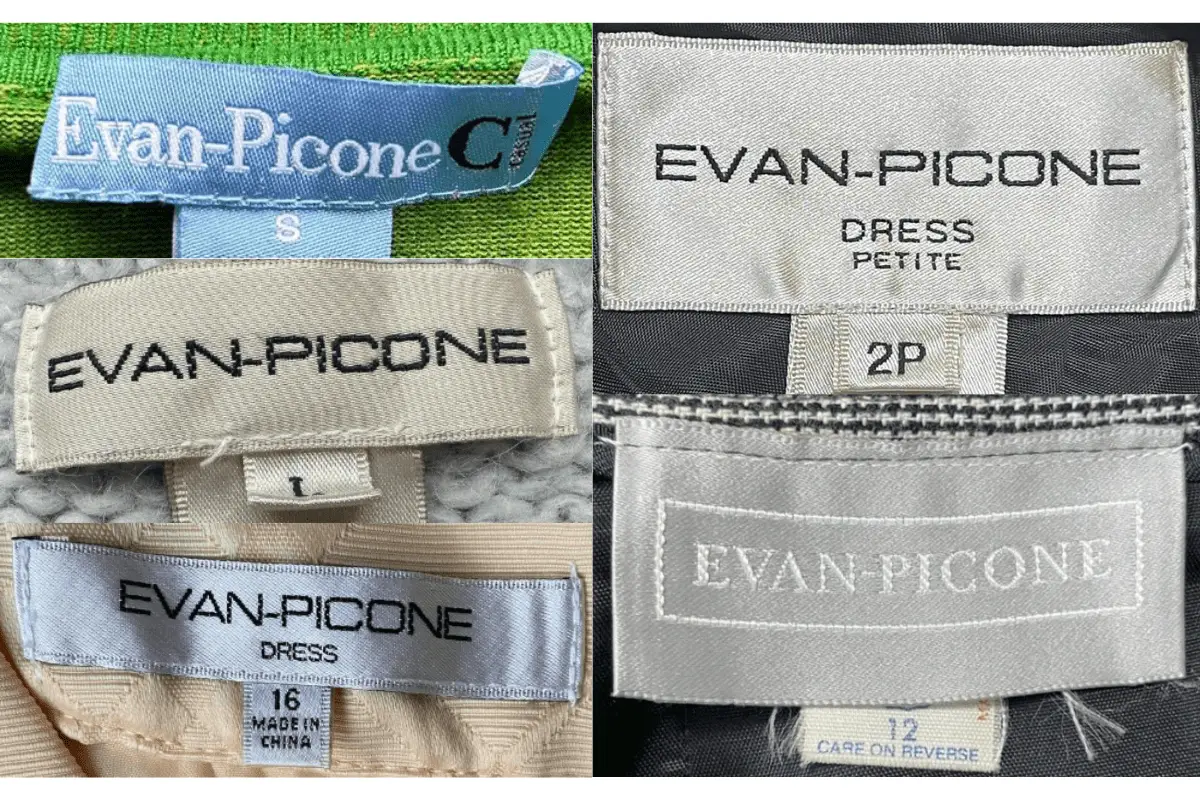 Evan-Picone C casual
S
EVAN-PICONE
L
EVAN-PICONE
DRESS
16
MADE IN
CHINA
EVAN-PICONE
DRESS
PETITE
2P
EVAN-PICONE
12
CARE ON REVERSE